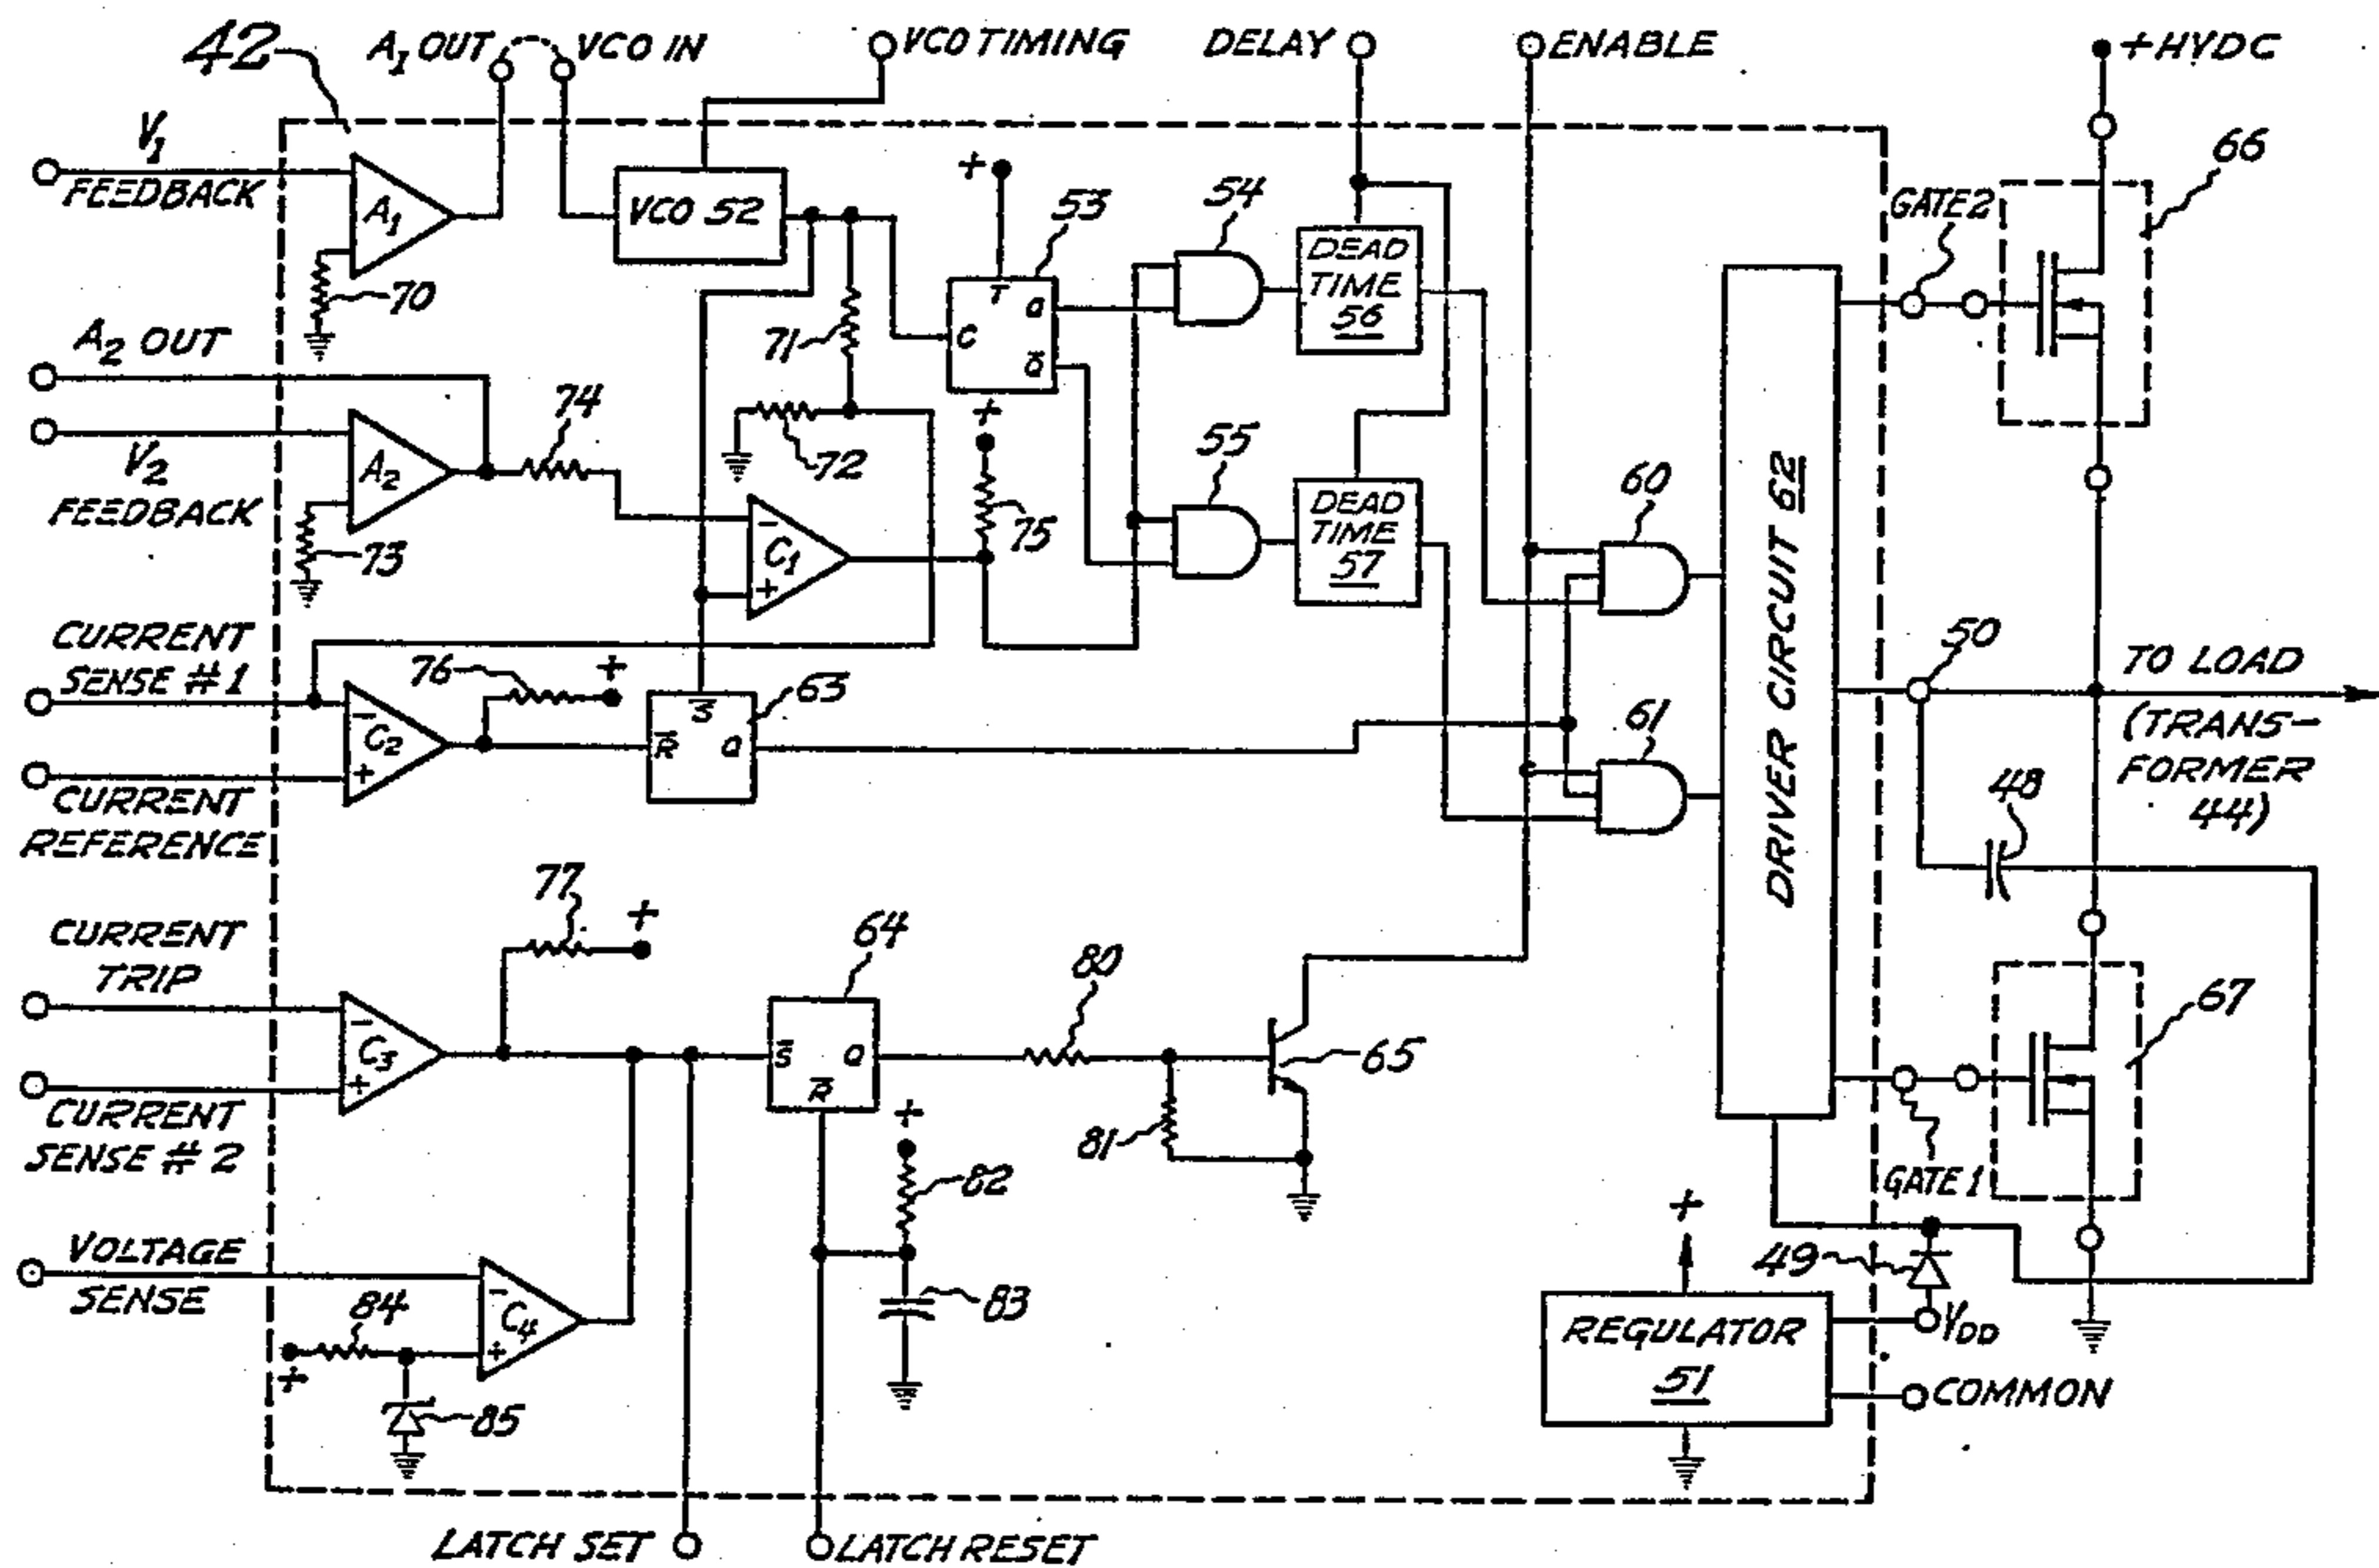 42
A1 OUT
VCO IN
VCO TIMING
DELAY
ENABLE
+HVDC
V1
FEEDBACK
A1
70
VCO 52
71
72
+
T
C
Q
Q̄
53
54
DEAD
TIME
56
GATE 2
66
A2 OUT
V2
FEEDBACK
A2
73
74
-
C1
+
+
75
55
DEAD
TIME
57
60
61
DRIVER CIRCUIT 62
50
TO LOAD
(TRANS-
FORMER
44)
48
CURRENT
SENSE #1
CURRENT
REFERENCE
-
C2
+
76
+
S̄
R̄
Q
63
CURRENT
TRIP
CURRENT
SENSE #2
-
C3
+
77
+
64
S̄
Q
R̄
80
81
65
+
82
83
67
GATE 1
VOLTAGE
SENSE
84
+
-
C4
+
85
+
REGULATOR
51
49
VDD
COMMON
LATCH SET
LATCH RESET